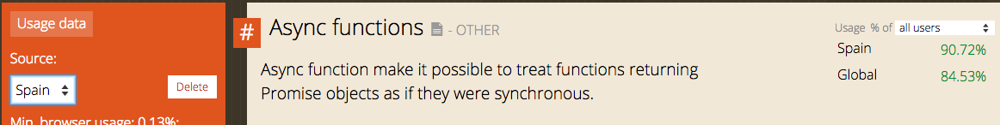 Usage data
Source:
Spain
Delete
Min. browser usage: 0.13%;
# Async functions - OTHER
Async function make it possible to treat functions returning
Promise objects as if they were synchronous.
Usage % of all users
Spain 90.72%
Global 84.53%